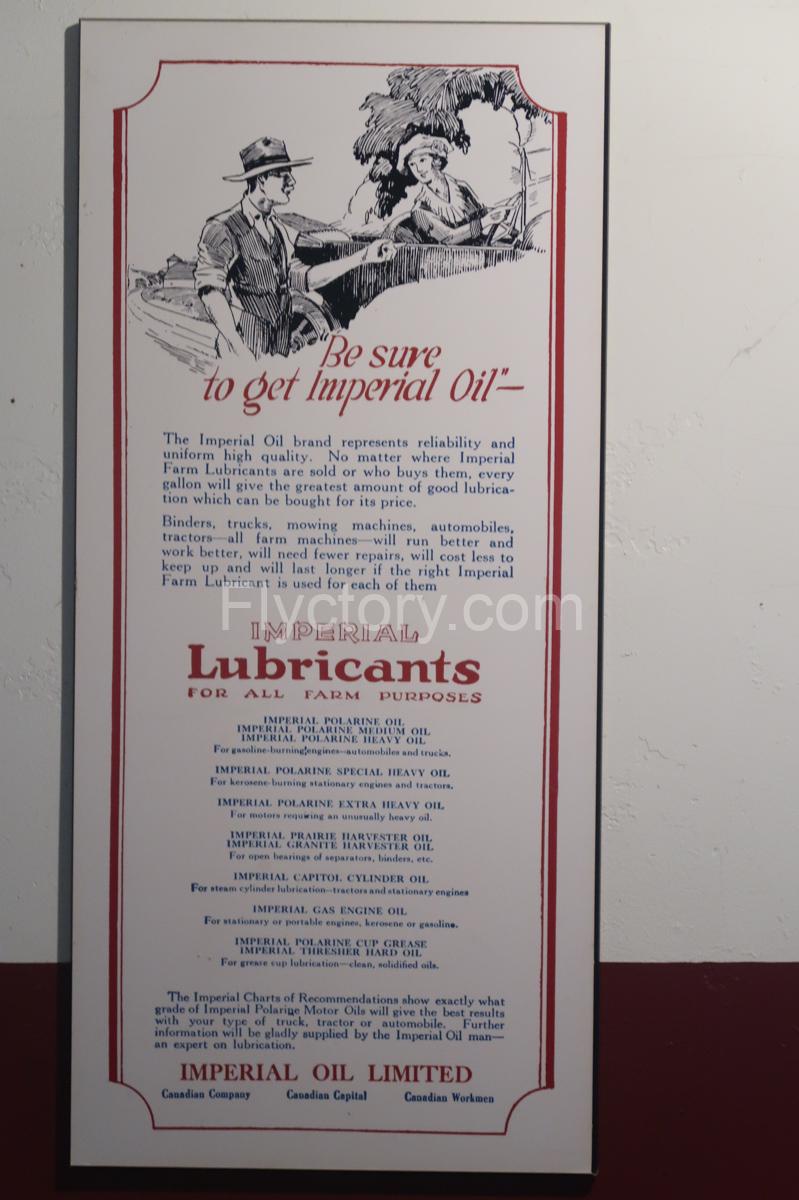 "Be sure
to get Imperial Oil"—
The Imperial Oil brand represents reliability and
uniform high quality. No matter where Imperial
Farm Lubricants are sold or who buys them, every
gallon will give the greatest amount of good lubrica-
tion which can be bought for its price.
Binders, trucks, mowing machines, automobiles,
tractors—all farm machines—will run better and
work better, will need fewer repairs, will cost less to
keep up and will last longer if the right Imperial
Farm Lubricant is used for each of them
Flyctory.com
IMPERIAL
Lubricants
FOR ALL FARM PURPOSES
IMPERIAL POLARINE OIL
IMPERIAL POLARINE MEDIUM OIL
IMPERIAL POLARINE HEAVY OIL
For gasoline-burning engines—automobiles and trucks.
IMPERIAL POLARINE SPECIAL HEAVY OIL
For kerosene-burning stationary engines and tractors.
IMPERIAL POLARINE EXTRA HEAVY OIL
For motors requiring an unusually heavy oil.
IMPERIAL PRAIRIE HARVESTER OIL
IMPERIAL GRANITE HARVESTER OIL
For open bearings of separators, binders, etc.
IMPERIAL CAPITOL CYLINDER OIL
For steam cylinder lubrication—tractors and stationary engines
IMPERIAL GAS ENGINE OIL
For stationary or portable engines, kerosene or gasoline.
IMPERIAL POLARINE CUP GREASE
IMPERIAL THRESHER HARD OIL
For grease cup lubrication—clean, solidified oils.
The Imperial Charts of Recommendations show exactly what
grade of Imperial Polarine Motor Oils will give the best results
with your type of truck, tractor or automobile. Further
information will be gladly supplied by the Imperial Oil man—
an expert on lubrication.
IMPERIAL OIL LIMITED
Canadian Company Canadian Capital Canadian Workmen